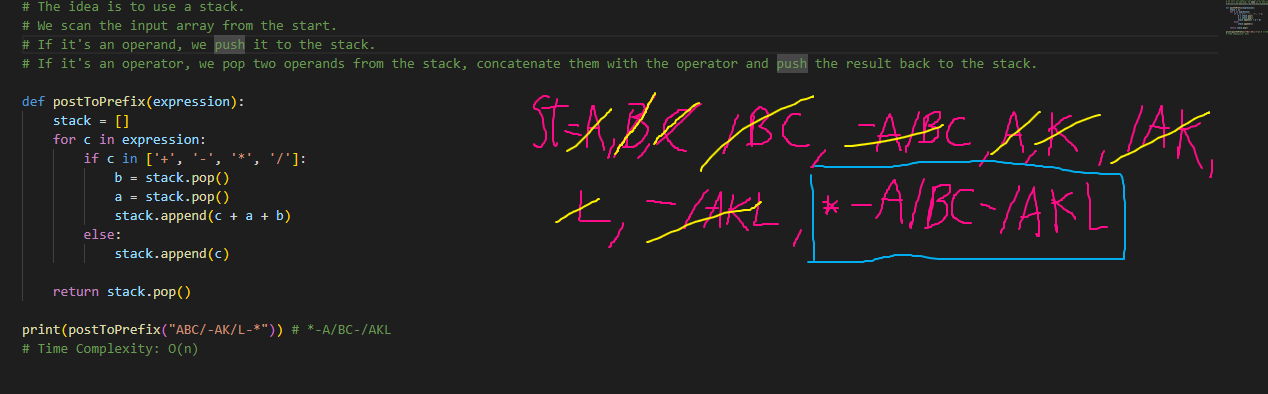 # The idea is to use a stack.
# We scan the input array from the start.
# If it's an operand, we push it to the stack.
# If it's an operator, we pop two operands from the stack, concatenate them with the operator and push the result back to the stack.
def postToPrefix(expression):
    stack = []
    for c in expression:
        if c in ['+', '-', '*', '/']:
            b = stack.pop()
            a = stack.pop()
            stack.append(c + a + b)
        else:
            stack.append(c)
    return stack.pop()
print(postToPrefix("ABC/-AK/L-*")) # *-A/BC-/AKL
# Time Complexity: O(n)
ST=A,B,C /BC, -A/BC, A,K, /AK,
L, -/AKL, *-A/BC-/AKL